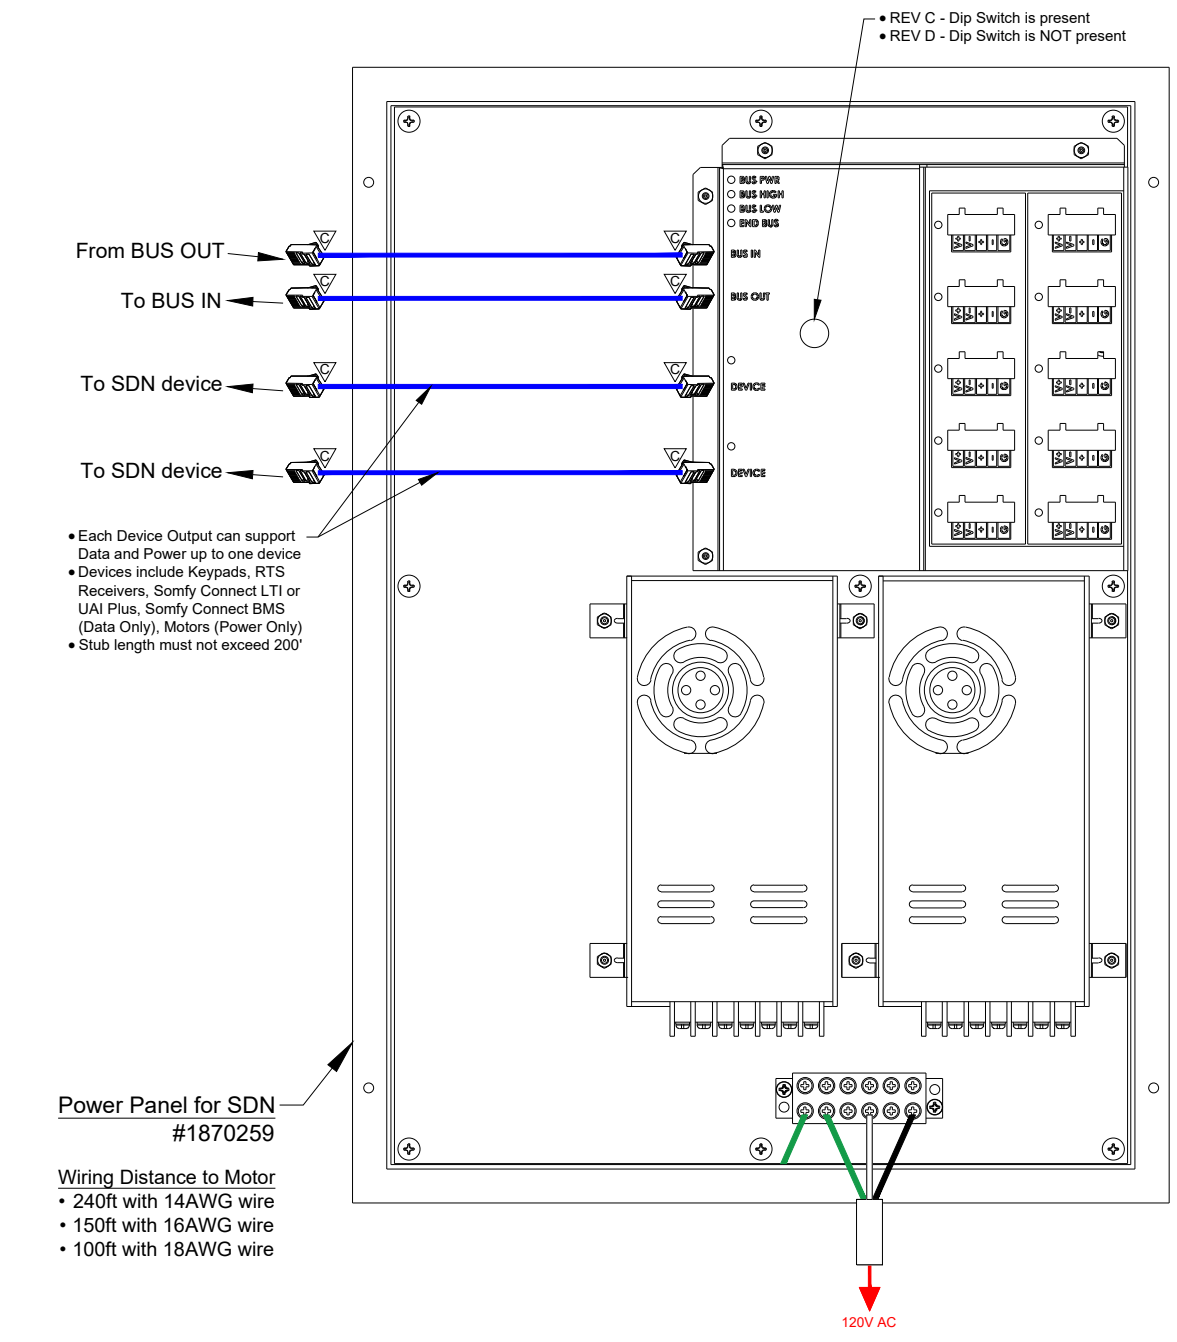 • REV C - Dip Switch is present
• REV D - Dip Switch is NOT present
BUS PWR
BUS HIGH
BUS LOW
END BUS
From BUS OUT
C
C
BUS IN
To BUS IN
C
C
BUS OUT
To SDN device
C
C
DEVICE
To SDN device
C
C
DEVICE
• Each Device Output can support
Data and Power up to one device
• Devices include Keypads, RTS
Receivers, Somfy Connect LTI or
UAI Plus, Somfy Connect BMS
(Data Only), Motors (Power Only)
• Stub length must not exceed 200'
Power Panel for SDN
#1870259
Wiring Distance to Motor
• 240ft with 14AWG wire
• 150ft with 16AWG wire
• 100ft with 18AWG wire
120V AC